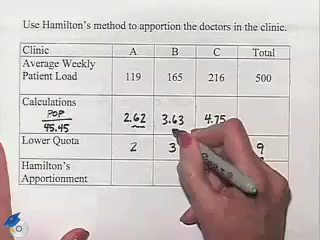 Use Hamilton's method to apportion the doctors in the clinic.
Clinic A B C Total
Average Weekly
Patient Load 119 165 216 500
Calculations
POP
45.45 2.62 3.63 4.75
Lower Quota 2 3 9
Hamilton's
Apportionment